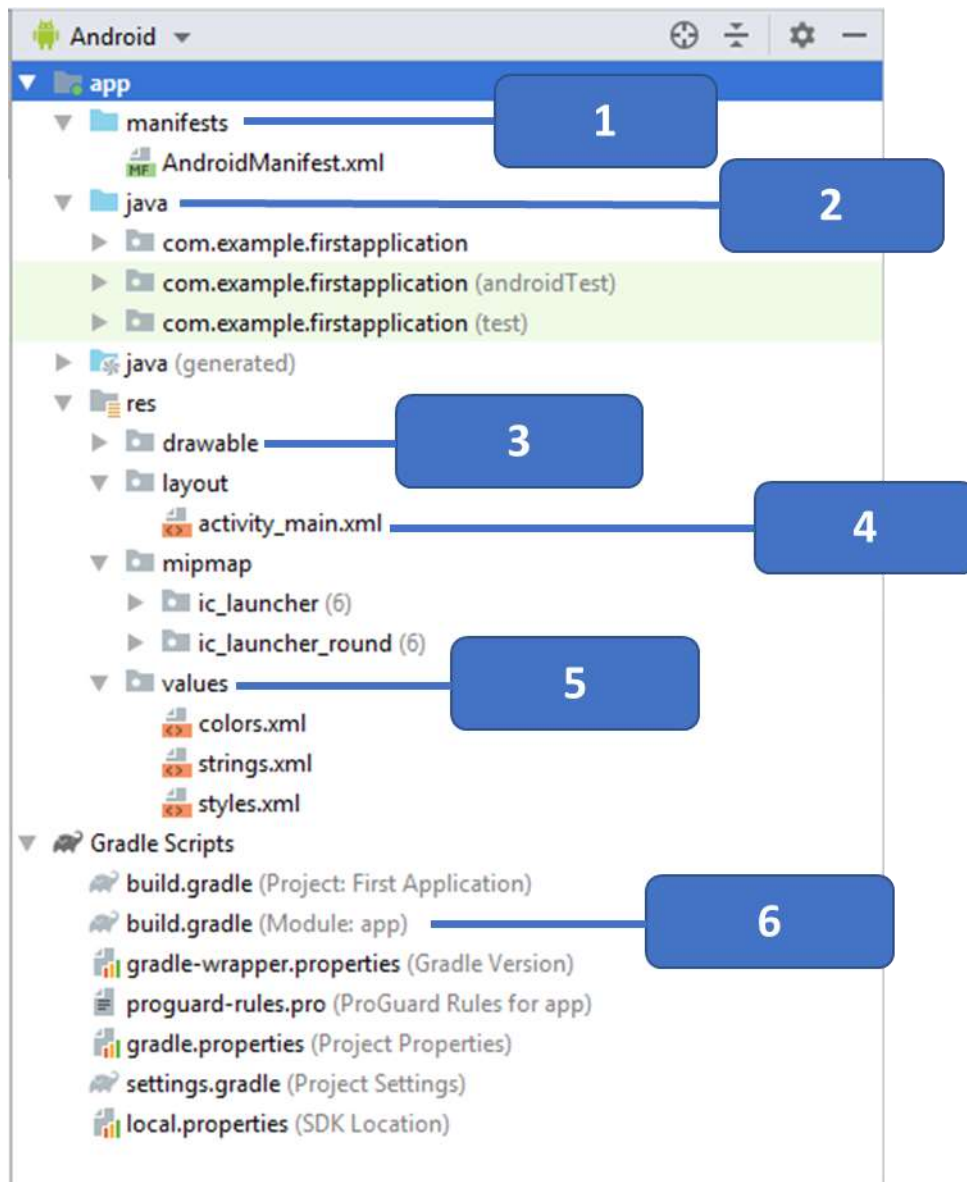 Android
app
manifests 1
MF AndroidManifest.xml
java 2
com.example.firstapplication
com.example.firstapplication (androidTest)
com.example.firstapplication (test)
java (generated)
res
drawable 3
layout
activity_main.xml 4
mipmap
ic_launcher (6)
ic_launcher_round (6)
values 5
colors.xml
strings.xml
styles.xml
Gradle Scripts
build.gradle (Project: First Application)
build.gradle (Module: app) 6
gradle-wrapper.properties (Gradle Version)
proguard-rules.pro (ProGuard Rules for app)
gradle.properties (Project Properties)
settings.gradle (Project Settings)
local.properties (SDK Location)